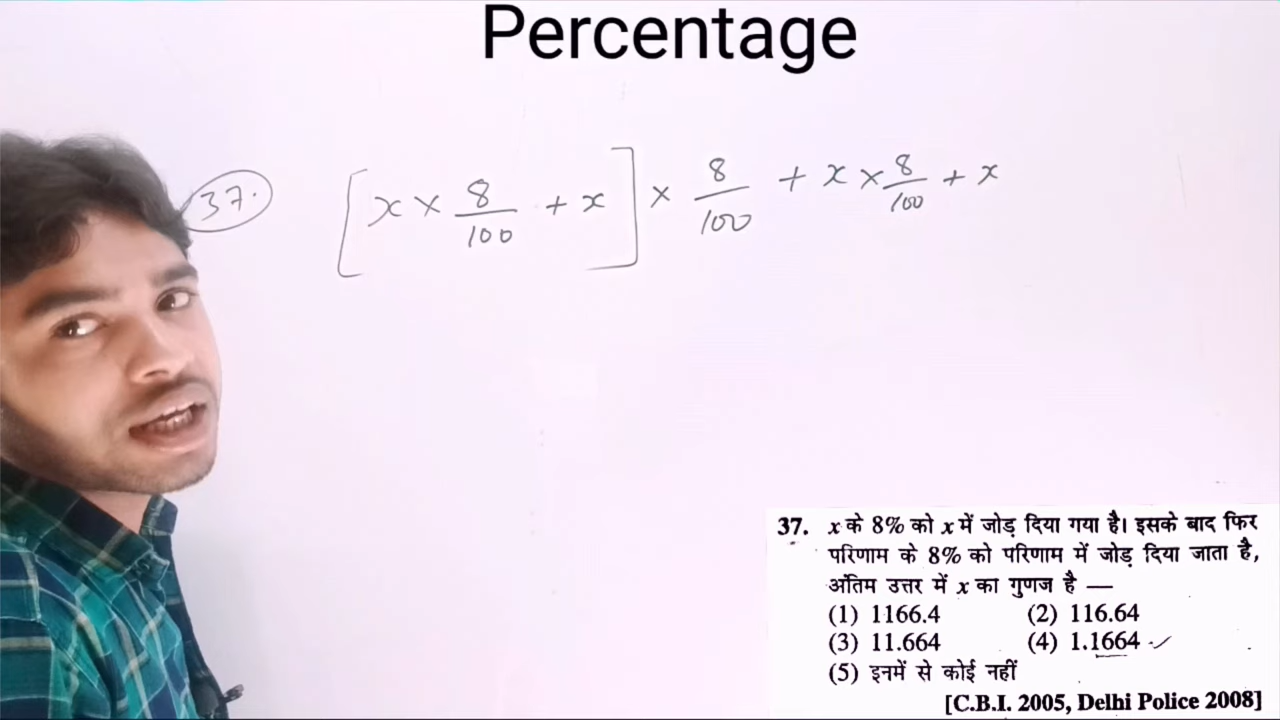 Percentage
37. [x × 8/100 + x] × 8/100 + x × 8/100 + x
37. x के 8% को x में जोड़ दिया गया है। इसके बाद फिर
परिणाम के 8% को परिणाम में जोड़ दिया जाता है,
अंतिम उत्तर में x का गुणज है —
(1) 1166.4 (2) 116.64
(3) 11.664 (4) 1.1664
(5) इनमें से कोई नहीं
[C.B.I. 2005, Delhi Police 2008]